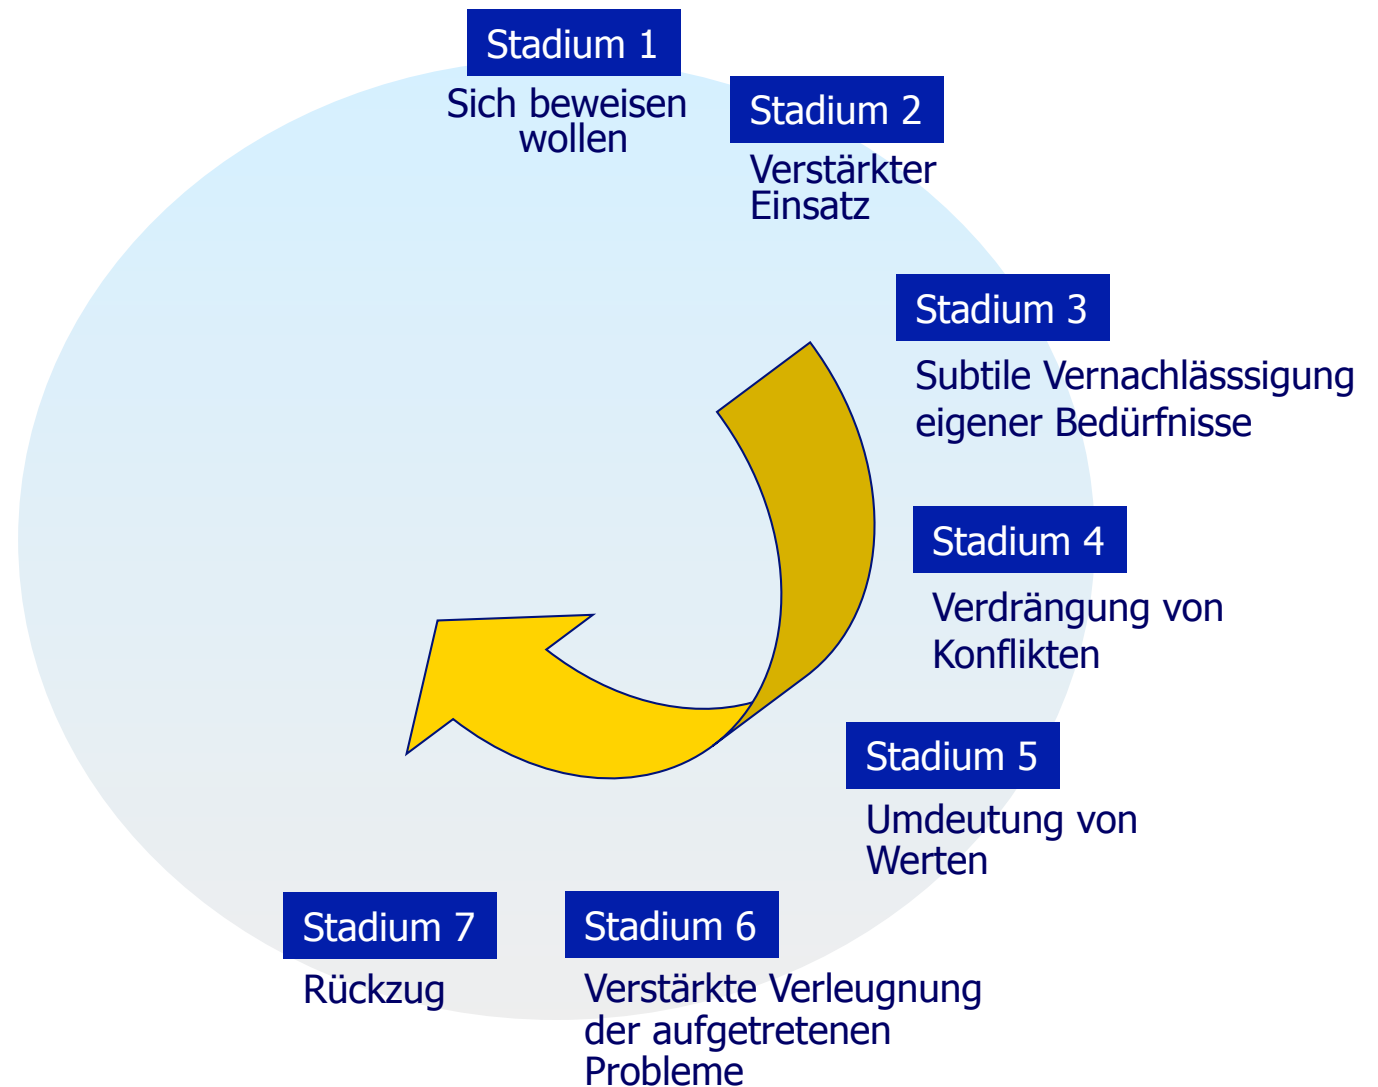 Stadium 1
Sich beweisen
wollen
Stadium 2
Verstärkter
Einsatz
Stadium 3
Subtile Vernachlässsigung
eigener Bedürfnisse
Stadium 4
Verdrängung von
Konflikten
Stadium 5
Umdeutung von
Werten
Stadium 6
Verstärkte Verleugnung
der aufgetretenen
Probleme
Stadium 7
Rückzug